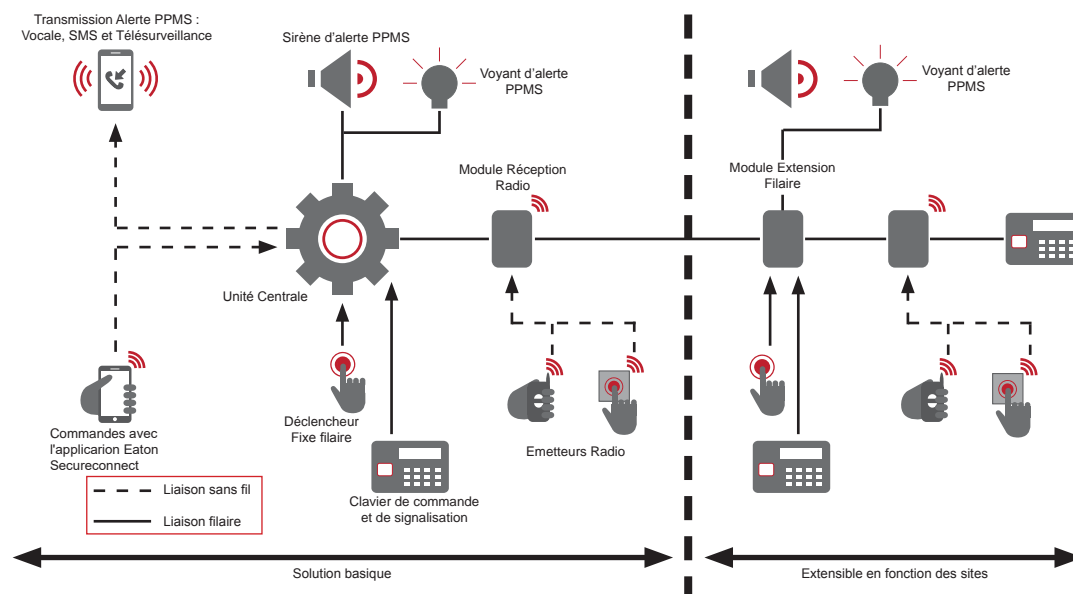 Transmission Alerte PPMS :
Vocale, SMS et Télésurveillance
Sirène d'alerte PPMS
Voyant d'alerte
PPMS
Voyant d'alerte
PPMS
Module Réception
Radio
Module Extension
Filaire
Unité Centrale
Déclencheur
Fixe filaire
Commandes avec
l'applicarion Eaton
Secureconnect
Emetteurs Radio
Liaison sans fil
Liaison filaire
Clavier de commande
et de signalisation
Solution basique
Extensible en fonction des sites